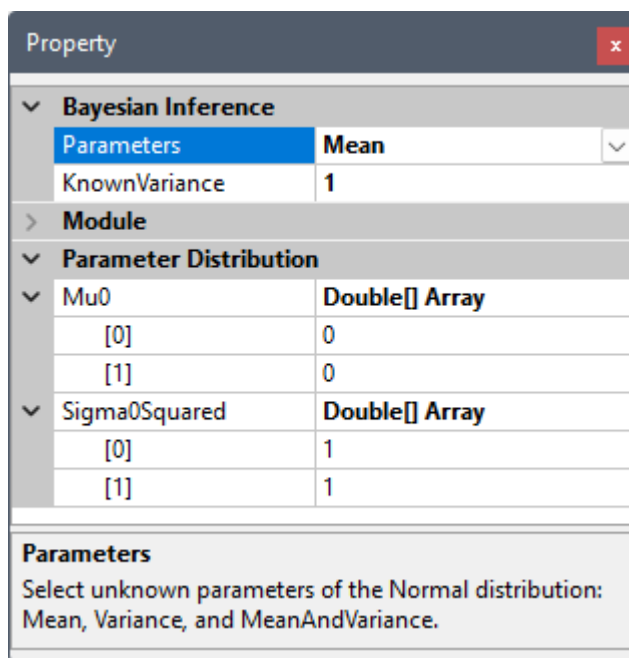 Property
x
Bayesian Inference
Parameters Mean
KnownVariance 1
Module
Parameter Distribution
Mu0 Double[] Array
[0] 0
[1] 0
Sigma0Squared Double[] Array
[0] 1
[1] 1
Parameters
Select unknown parameters of the Normal distribution:
Mean, Variance, and MeanAndVariance.